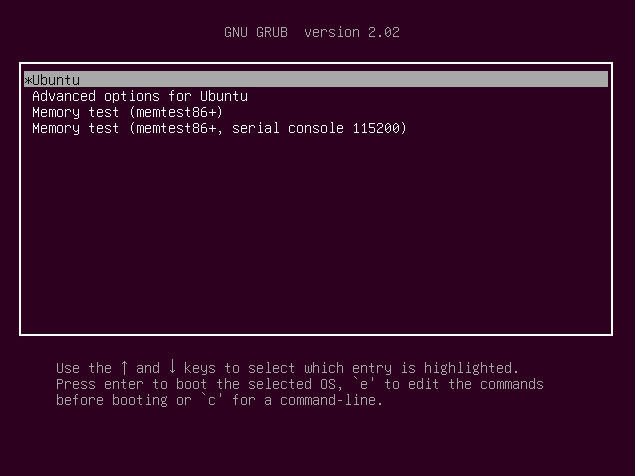 GNU GRUB  version 2.02
*Ubuntu
Advanced options for Ubuntu
Memory test (memtest86+)
Memory test (memtest86+, serial console 115200)
Use the ↑ and ↓ keys to select which entry is highlighted.
Press enter to boot the selected OS, `e' to edit the commands
before booting or `c' for a command-line.